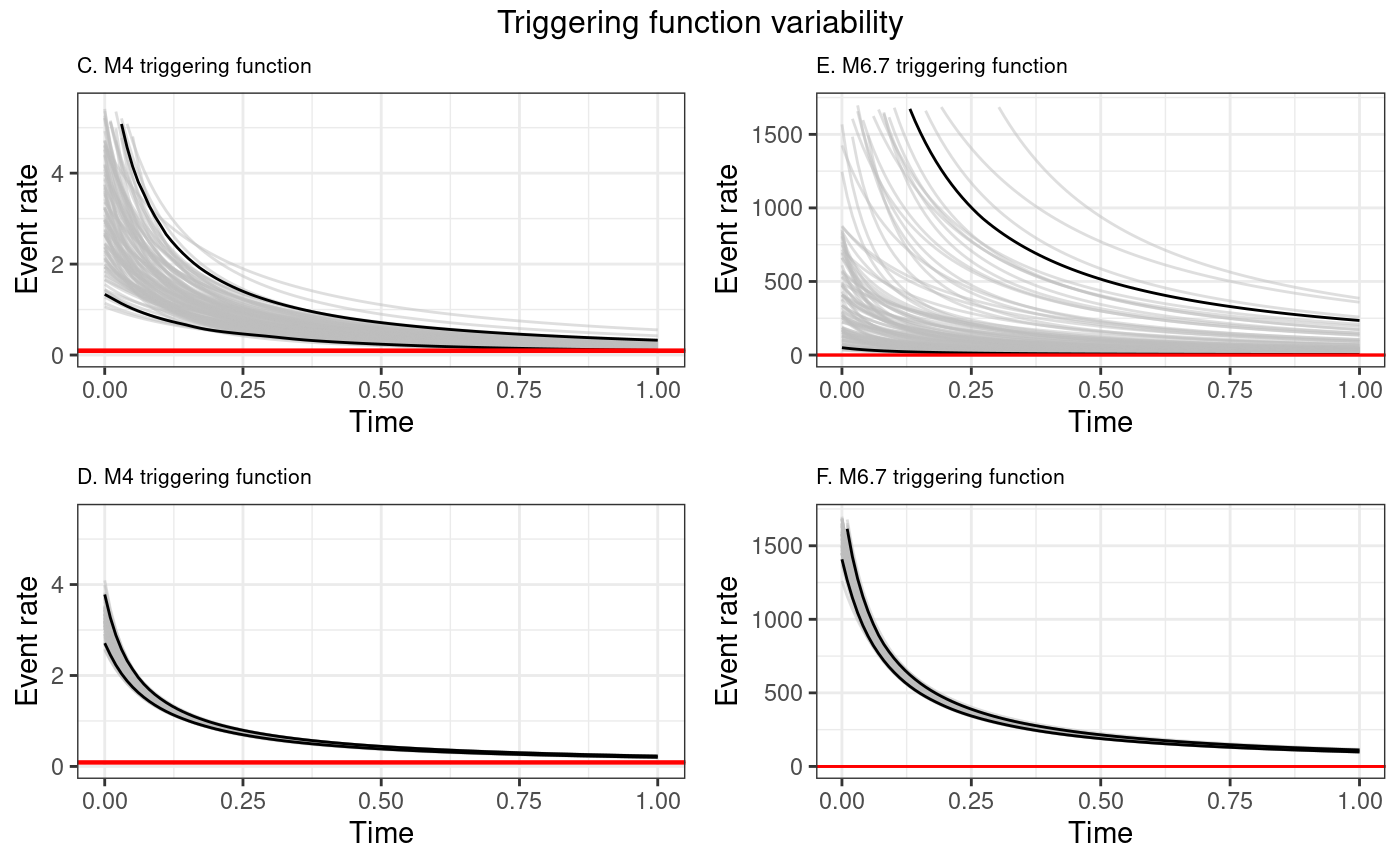 Triggering function variability
C. M4 triggering function
Event rate
4
2
0
0.00 0.25 0.50 0.75 1.00
Time
E. M6.7 triggering function
Event rate
1500
1000
500
0
0.00 0.25 0.50 0.75 1.00
Time
D. M4 triggering function
Event rate
4
2
0
0.00 0.25 0.50 0.75 1.00
Time
F. M6.7 triggering function
Event rate
1500
1000
500
0
0.00 0.25 0.50 0.75 1.00
Time